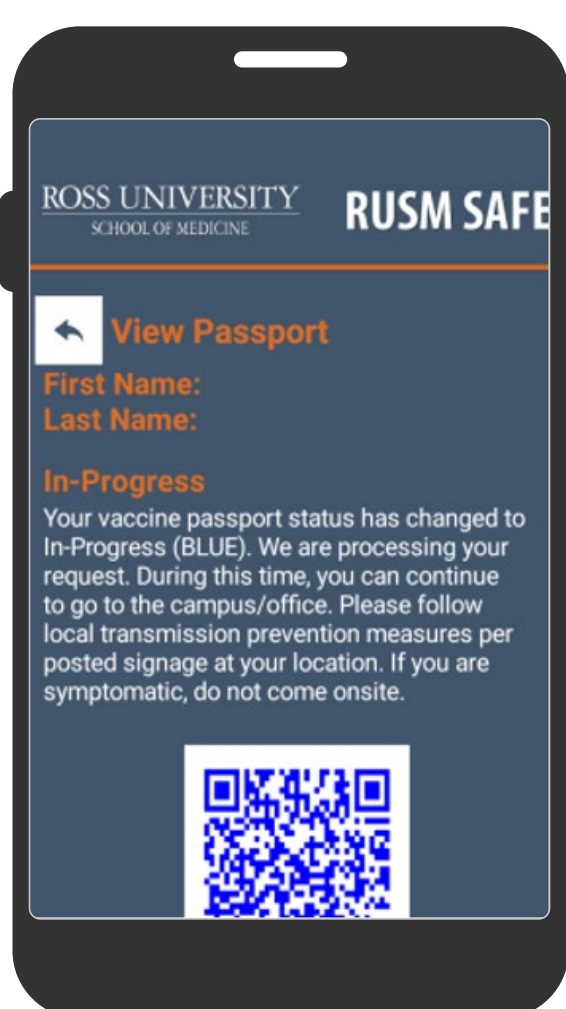 ROSS UNIVERSITY
SCHOOL OF MEDICINE
RUSM SAFE
View Passport
First Name:
Last Name:
In-Progress
Your vaccine passport status has changed to
In-Progress (BLUE). We are processing your
request. During this time, you can continue
to go to the campus/office. Please follow
local transmission prevention measures per
posted signage at your location. If you are
symptomatic, do not come onsite.